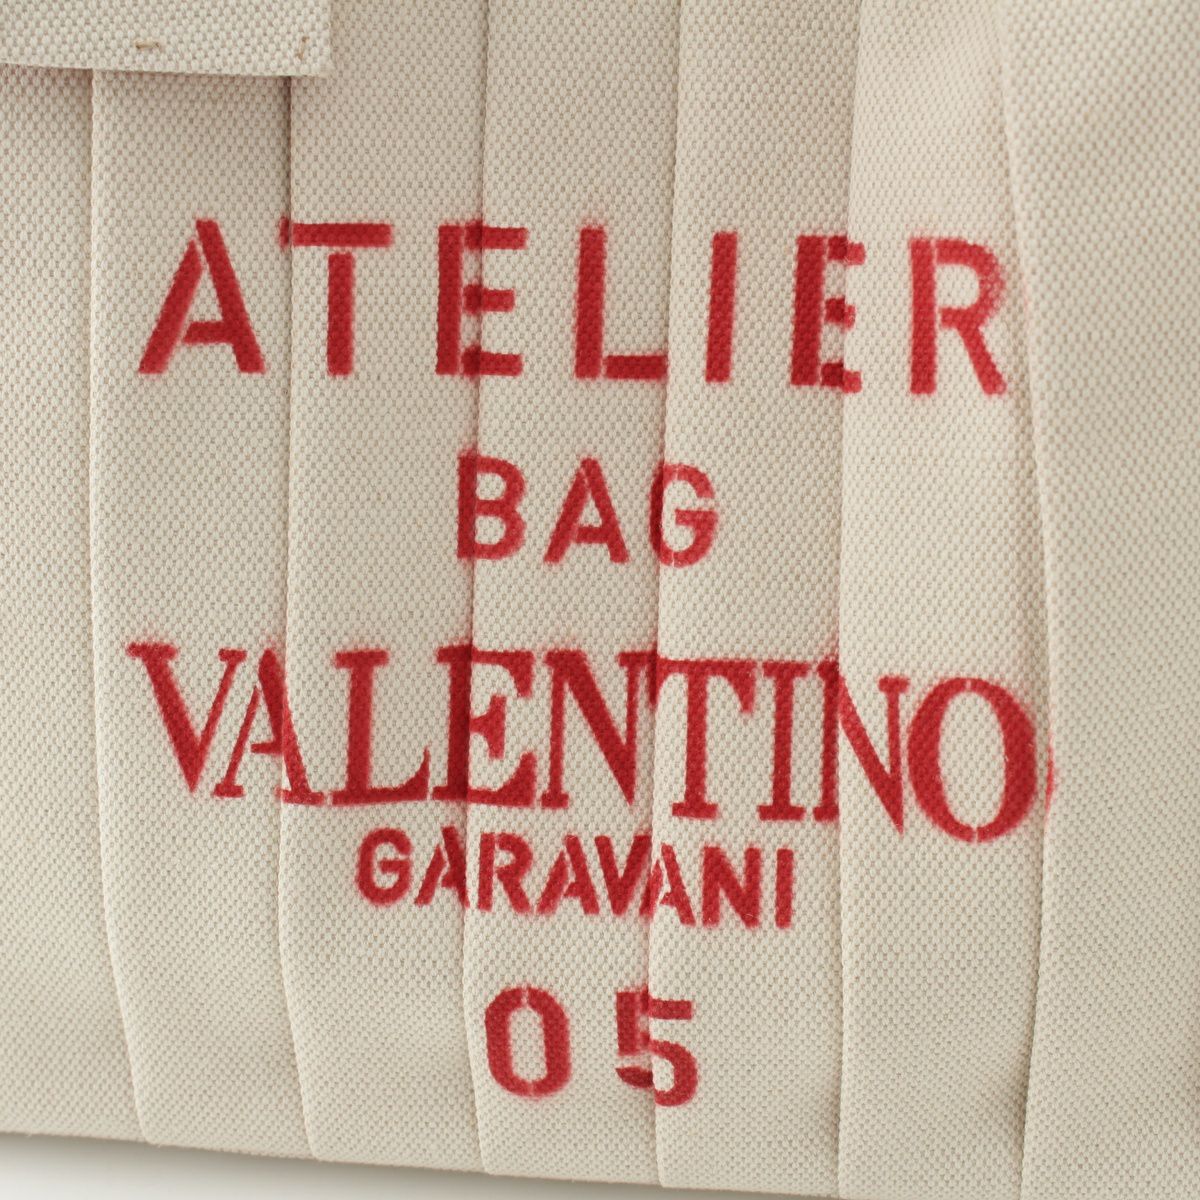 ATELIER
BAG
VALENTINO
GARAVANI
05